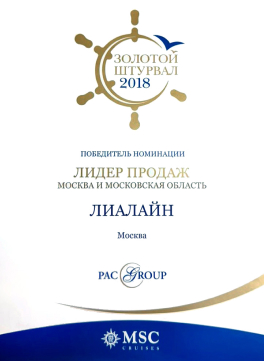 ЗОЛОТОЙ
ШТУРВАЛ
2018
ПОБЕДИТЕЛЬ НОМИНАЦИИ
ЛИДЕР ПРОДАЖ
МОСКВА И МОСКОВСКАЯ ОБЛАСТЬ
ЛИАЛАЙН
Москва
PAC GROUP
MSC
CRUISES